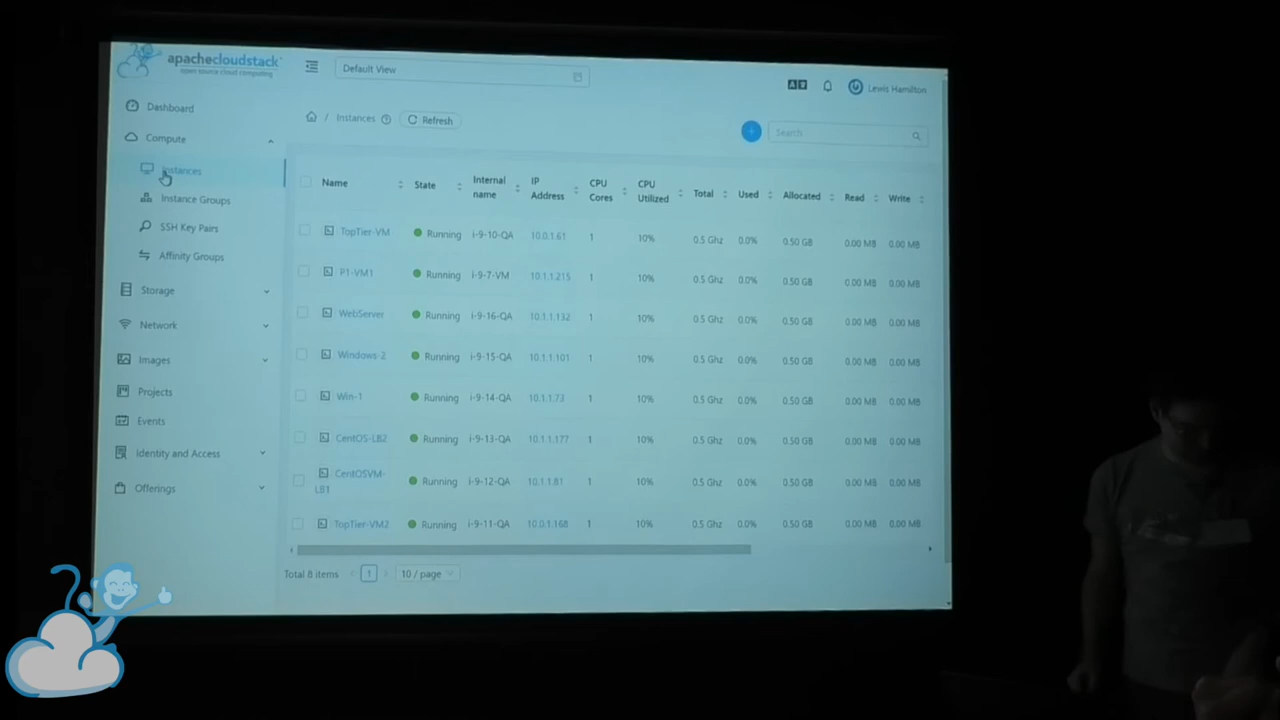 apachecloudstack
open source cloud computing
Default View
Lewis Hamilton
Dashboard
Compute
Instances
Instance Groups
SSH Key Pairs
Affinity Groups
Storage
Network
Images
Projects
Events
Identity and Access
Offerings
/ Instances Refresh
Search
Name State Internal name IP Address CPU Cores CPU Utilized Total Used Allocated Read Write
TopTier-VM Running i-9-10-QA 10.0.1.61 1 10% 0.5 Ghz 0.0% 0.50 GB 0.00 MB 0.00 MB
P1-VM1 Running i-9-7-VM 10.1.1.215 1 10% 0.5 Ghz 0.0% 0.50 GB 0.00 MB 0.00 MB
WebServer Running i-9-16-QA 10.1.1.132 1 10% 0.5 Ghz 0.0% 0.50 GB 0.00 MB 0.00 MB
Windows-2 Running i-9-15-QA 10.1.1.101 1 10% 0.5 Ghz 0.0% 0.50 GB 0.00 MB 0.00 MB
Win-1 Running i-9-14-QA 10.1.1.73 1 10% 0.5 Ghz 0.0% 0.50 GB 0.00 MB 0.00 MB
CentOS-LB2 Running i-9-13-QA 10.1.1.177 1 10% 0.5 Ghz 0.0% 0.50 GB 0.00 MB 0.00 MB
CentOSVM-LB1 Running i-9-12-QA 10.1.1.81 1 10% 0.5 Ghz 0.0% 0.50 GB 0.00 MB 0.00 MB
TopTier-VM2 Running i-9-11-QA 10.0.1.168 1 10% 0.5 Ghz 0.0% 0.50 GB 0.00 MB 0.00 MB
Total 8 items 1 10 / page